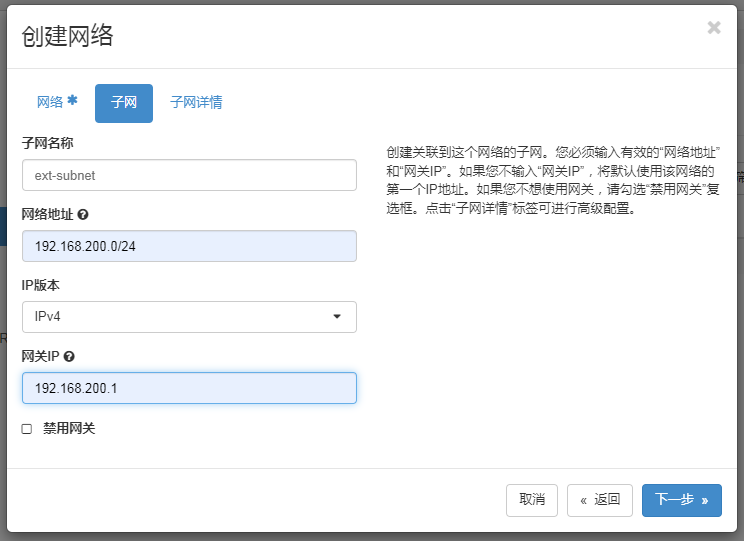 创建网络
×
网络 *
子网
子网详情
子网名称
ext-subnet
网络地址
192.168.200.0/24
IP版本
IPv4
网关IP
192.168.200.1
禁用网关
创建关联到这个网络的子网。您必须输入有效的“网络地址”
和“网关IP”。如果您不输入“网关IP”，将默认使用该网络的
第一个IP地址。如果您不想使用网关，请勾选“禁用网关”复
选框。点击“子网详情”标签可进行高级配置。
取消
« 返回
下一步 »